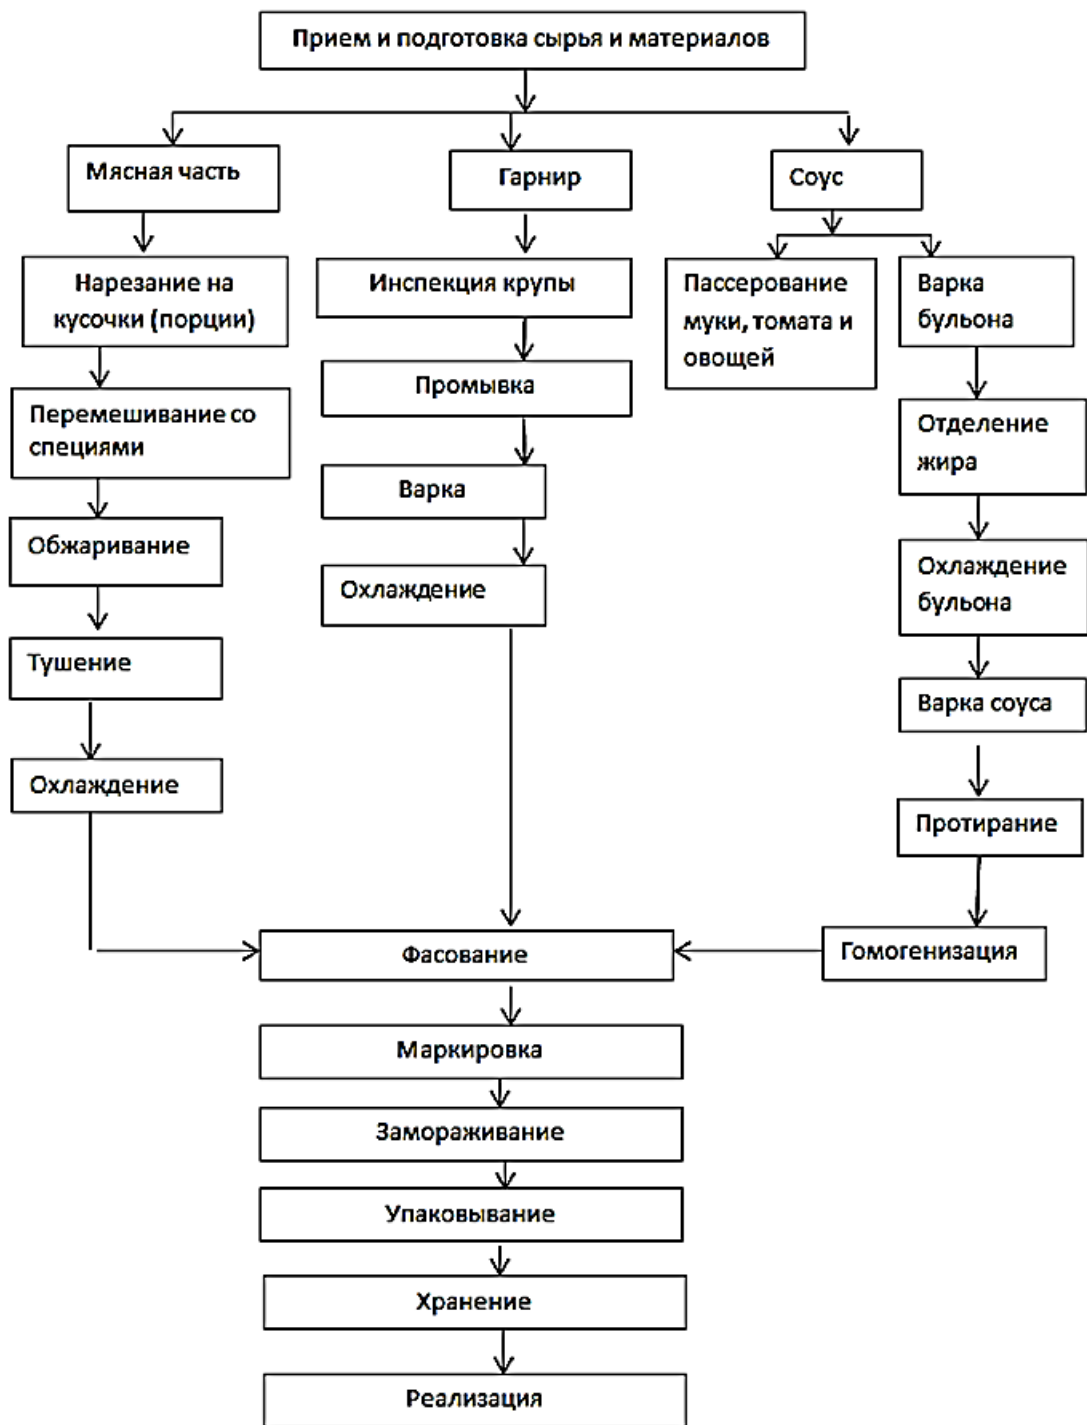 Прием и подготовка сырья и материалов
Мясная часть
Гарнир
Соус
Нарезание на
кусочки (порции)
Инспекция крупы
Пассерование
муки, томата и
овощей
Варка
бульона
Перемешивание со
специями
Промывка
Отделение
жира
Обжаривание
Варка
Охлаждение
бульона
Тушение
Охлаждение
Варка соуса
Охлаждение
Протирание
Фасование
Гомогенизация
Маркировка
Замораживание
Упаковывание
Хранение
Реализация